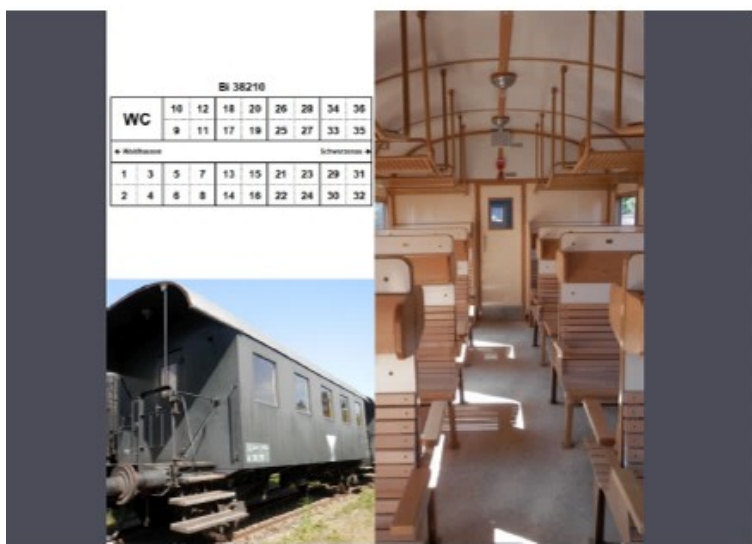 Bi 38210
WC 10 12 18 20 26 28 34 36
9 11 17 19 25 27 33 35
← Waldhausen Schwarzenau →
1 3 5 7 13 15 21 23 29 31
2 4 6 8 14 16 22 24 30 32